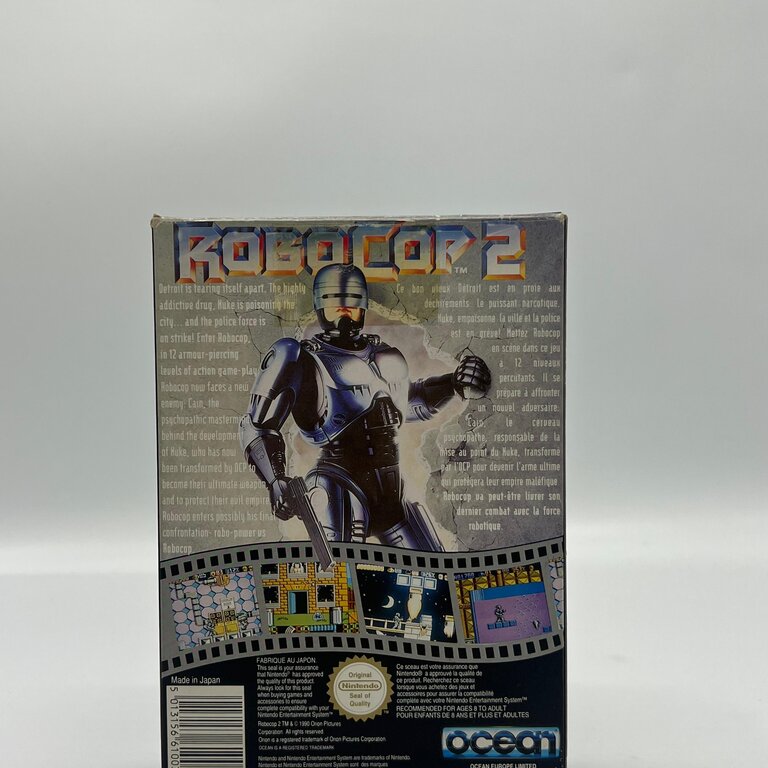 ROBOCOP 2
TM
Detroit is tearing itself apart. The highly
addictive drug, Nuke is poisoning the
city... and the police force is
on strike! Enter Robocop,
in 12 armour-piercing
levels of action game-play
Robocop now faces a new
enemy: Cain, the
psychopathic mastermind
behind the development
of Nuke, who has now
been transformed by OCP to
become their ultimate weapon
and to protect their evil empire
Robocop enters possibly his final
confrontation- robo-power vs
Robocop.
Ce bon vieux Detroit est en proie aux
déchirements. Le puissant narcotique,
Nuke, empoisonne la ville et la police
est en grève! Mettez Robocop
en scène dans ce jeu
à 12 niveaux
percutants. Il se
prépare à affronter
un nouvel adversaire:
Cain, le cerveau
psychopathe, responsable de la
mise au point du Nuke, transformé
par l'OCP pour devenir l'arme ultime
qui protégera leur empire maléfique.
Robocop va peut-être livrer son
dernier combat avec la force
robotique.
Made in Japan
FABRIQUE AU JAPON.
This seal is your assurance
that Nintendo® has approved
the quality of this product.
Always look for this seal
when buying games and
accessories to ensure
complete compatibility with your
Nintendo Entertainment System™
Robocop 2 TM & © 1990 Orion Pictures
Corporation. All rights reserved.
Orion is a registered trademark of Orion Pictures Corporation.
OCEAN IS A REGISTERED TRADEMARK
Nintendo and Nintendo Entertainment System are trademarks of Nintendo.
Nintendo et Nintendo Entertainment System sont des marques
Original
Nintendo
Seal of
Quality
Ce sceau est votre assurance que
Nintendo® a approuvé la qualité de
ce produit. Recherchez ce sceau
lorsque vous achetez des jeux et
accessoires pour assurer la compatibilité
complète avec votre Nintendo Entertainment System™
RECOMMENDED FOR AGES 8 TO ADULT
POUR ENFANTS DE 8 ANS ET PLUS ET ADULTES
ocean
OCEAN EUROPE LIMITED